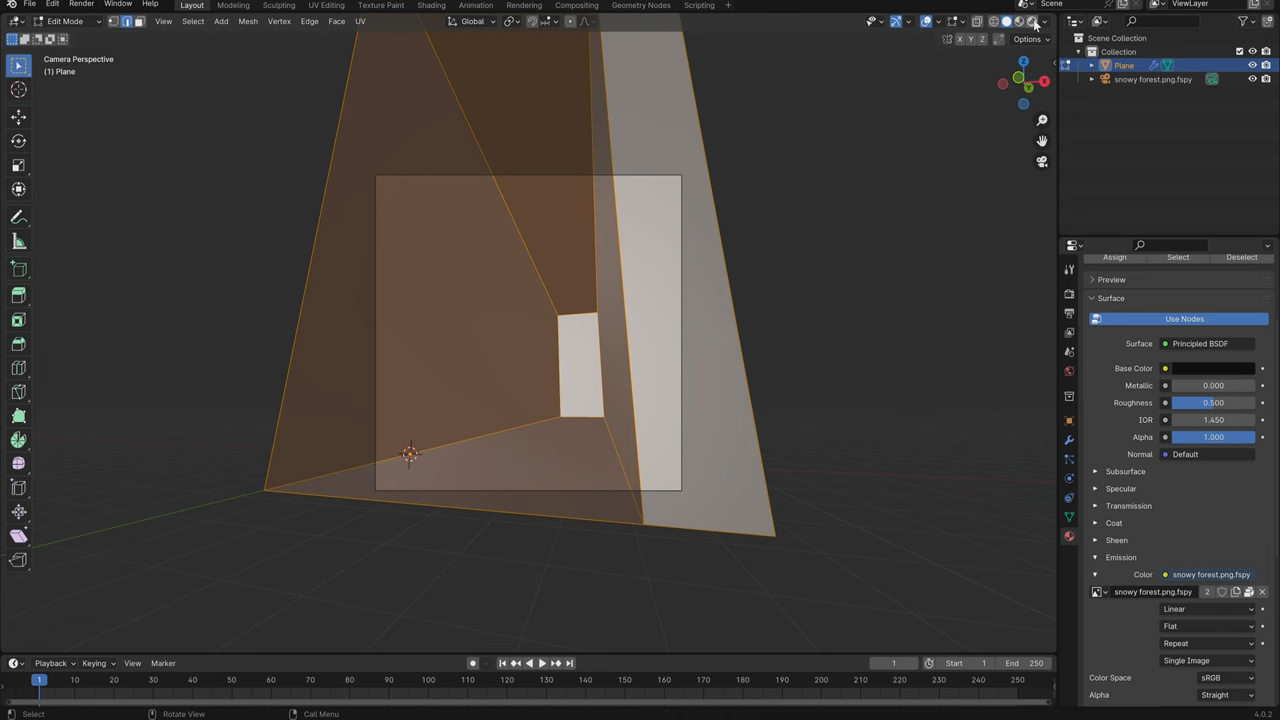 File Edit Render Window Help Layout Modeling Sculpting UV Editing Texture Paint Shading Animation Rendering Compositing Geometry Nodes Scripting + Scene ViewLayer
Edit Mode View Select Add Mesh Vertex Edge Face UV Global
X Y Z Options
Camera Perspective
(1) Plane
Z
X
Y
Scene Collection
Collection
Plane
snowy forest.png.fspy
Assign Select Deselect
Preview
Surface
Use Nodes
Surface Principled BSDF
Base Color
Metallic 0.000
Roughness 0.500
IOR 1.450
Alpha 1.000
Normal Default
Subsurface
Specular
Transmission
Coat
Sheen
Emission
Color snowy forest.png.fspy
snowy forest.png.fspy 2
Linear
Flat
Repeat
Single Image
Color Space sRGB
Alpha Straight
Playback Keying View Marker 1 Start 1 End 250
1 10 20 30 40 50 60 70 80 90 100 110 120 130 140 150 160 170 180 190 200 210 220 230 240 250
Select Rotate View Call Menu 4.0.2